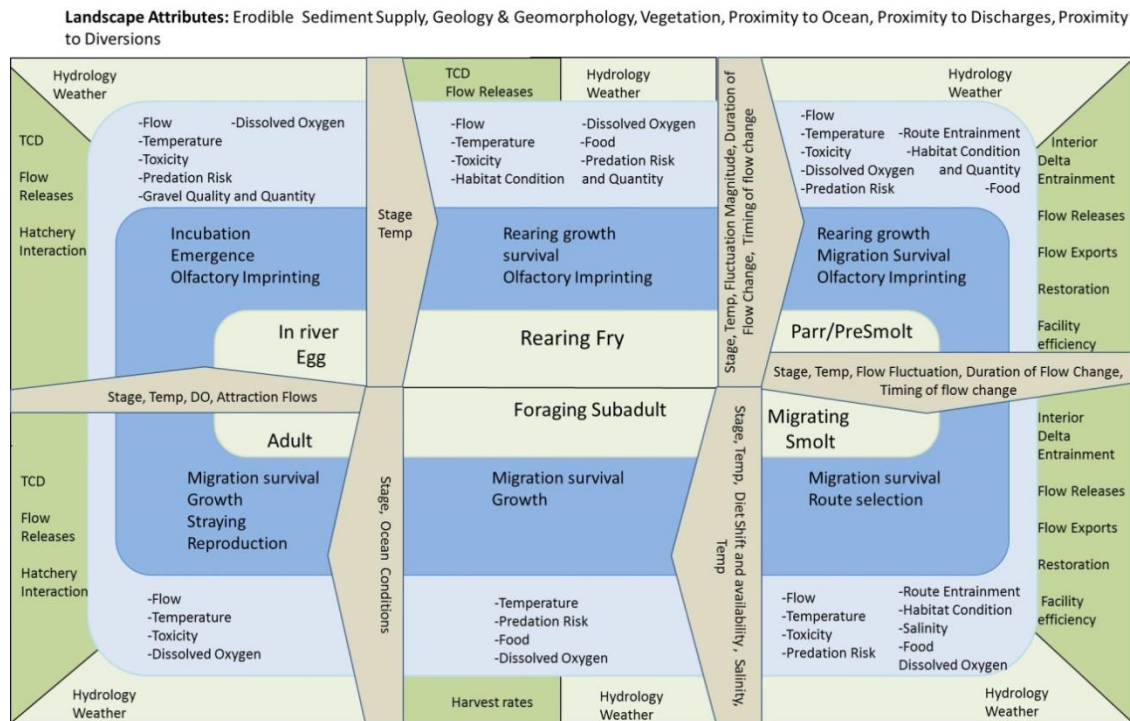 Landscape Attributes: Erodible Sediment Supply, Geology & Geomorphology, Vegetation, Proximity to Ocean, Proximity to Discharges, Proximity
to Diversions
Hydrology
Weather
TCD
Flow
Releases
Hatchery
Interaction
-Flow
-Temperature
-Toxicity
-Predation Risk
-Gravel Quality and Quantity
-Dissolved Oxygen
Incubation
Emergence
Olfactory Imprinting
In river
Egg
Stage
Temp
TCD
Flow Releases
Hydrology
Weather
-Flow
-Temperature
-Toxicity
-Habitat Condition
-Dissolved Oxygen
-Food
-Predation Risk
and Quantity
Rearing growth
survival
Olfactory Imprinting
Rearing Fry
Stage, Temp, Fluctuation Magnitude, Duration of
Flow Change, Timing of flow change
Hydrology
Weather
-Flow
-Temperature
-Toxicity
-Dissolved Oxygen
-Predation Risk
-Route Entrainment
-Habitat Condition
and Quantity
-Food
Rearing growth
Migration Survival
Olfactory Imprinting
Parr/PreSmolt
Interior
Delta
Entrainment
Flow Releases
Flow Exports
Restoration
Facility
efficiency
Stage, Temp, Flow Fluctuation, Duration of Flow Change,
Timing of flow change
Stage, Temp, DO, Attraction Flows
Adult
Migration survival
Growth
Straying
Reproduction
TCD
Flow
Releases
Hatchery
Interaction
-Flow
-Temperature
-Toxicity
-Dissolved Oxygen
Hydrology
Weather
Stage, Ocean Conditions
Foraging Subadult
Migration survival
Growth
-Temperature
-Predation Risk
-Food
-Dissolved Oxygen
Harvest rates
Hydrology
Weather
Stage, Temp, Diet Shift and availability , Salinity,
Temp
Migrating
Smolt
Migration survival
Route selection
-Flow
-Temperature
-Toxicity
-Predation Risk
-Route Entrainment
-Habitat Condition
-Salinity
-Food
Dissolved Oxygen
Interior
Delta
Entrainment
Flow Releases
Flow Exports
Restoration
Facility
efficiency
Hydrology
Weather